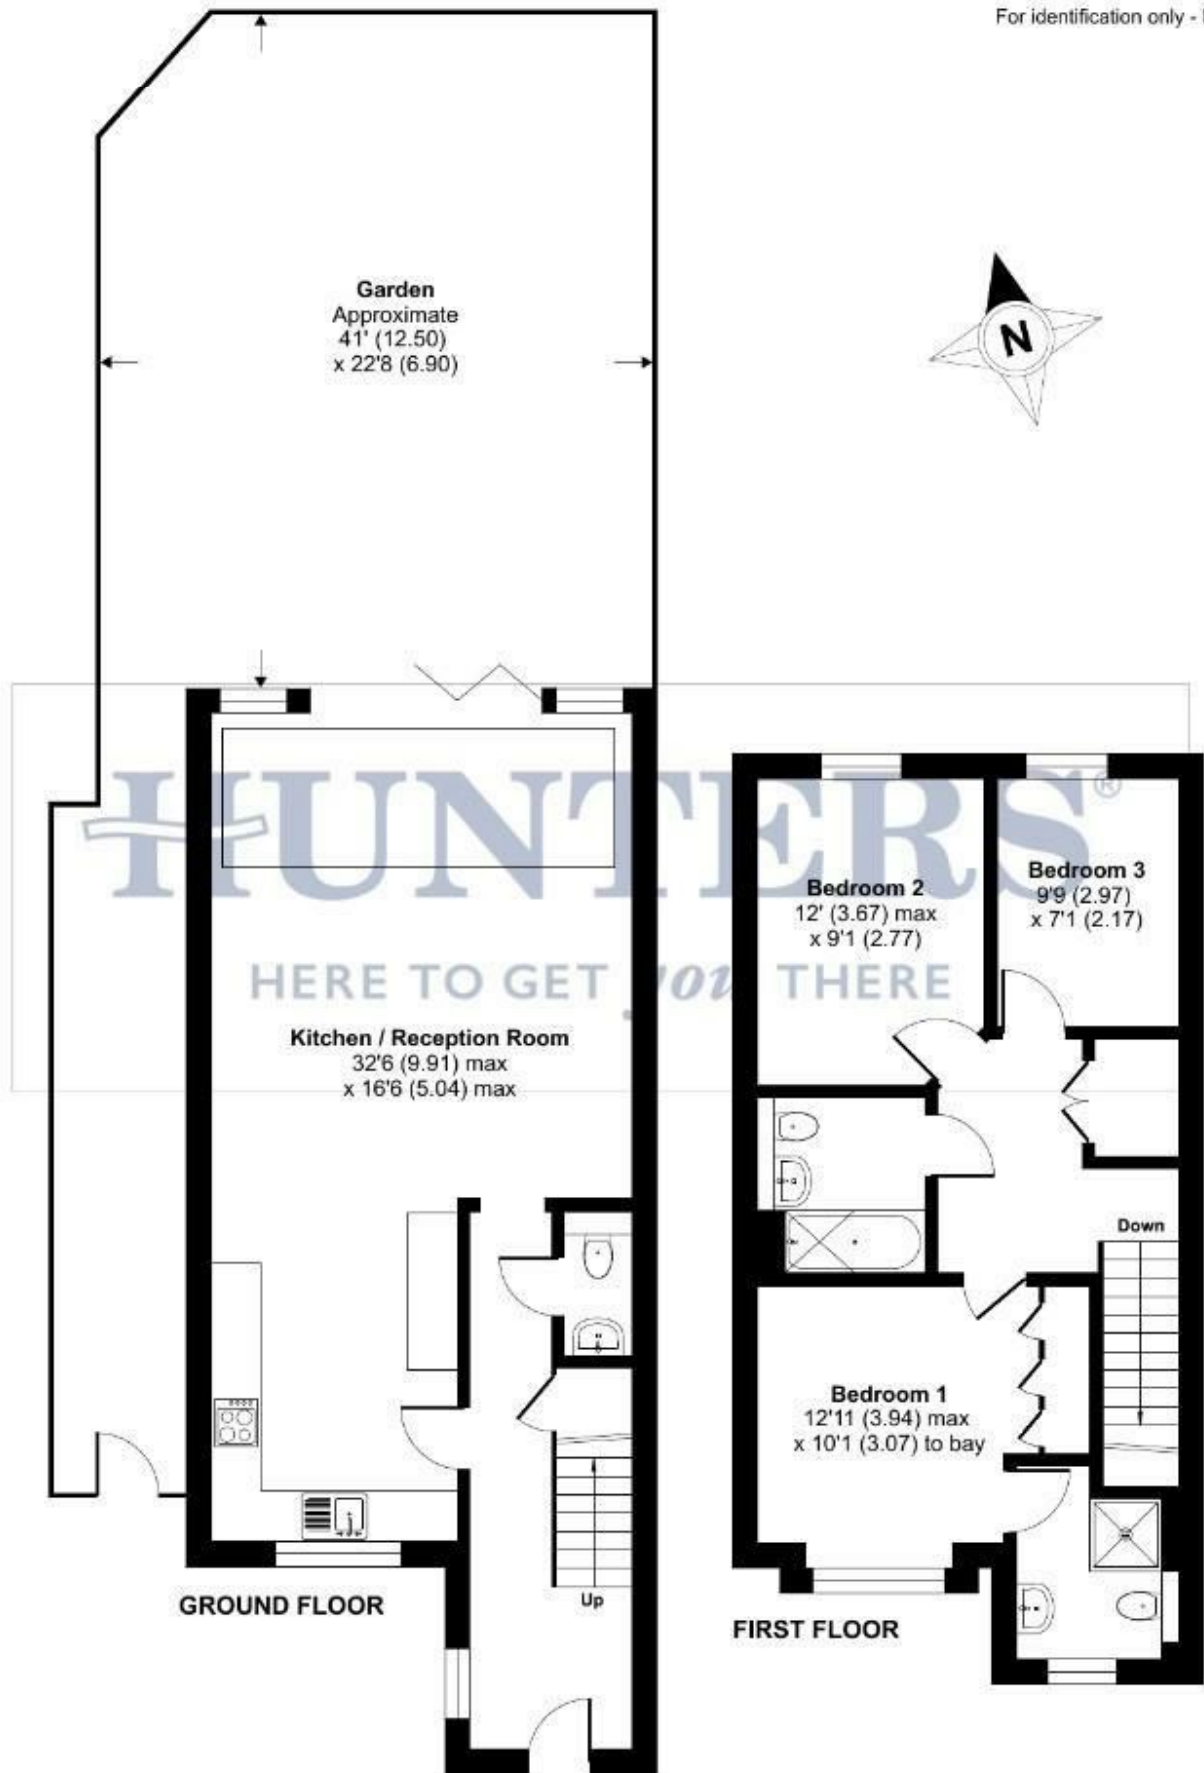 For identification only -
Garden
Approximate
41' (12.50)
x 22'8 (6.90)
N
HUNTERS®
HERE TO GET you THERE
Kitchen / Reception Room
32'6 (9.91) max
x 16'6 (5.04) max
Up
GROUND FLOOR
Bedroom 2
12' (3.67) max
x 9'1 (2.77)
Bedroom 3
9'9 (2.97)
x 7'1 (2.17)
Down
Bedroom 1
12'11 (3.94) max
x 10'1 (3.07) to bay
FIRST FLOOR